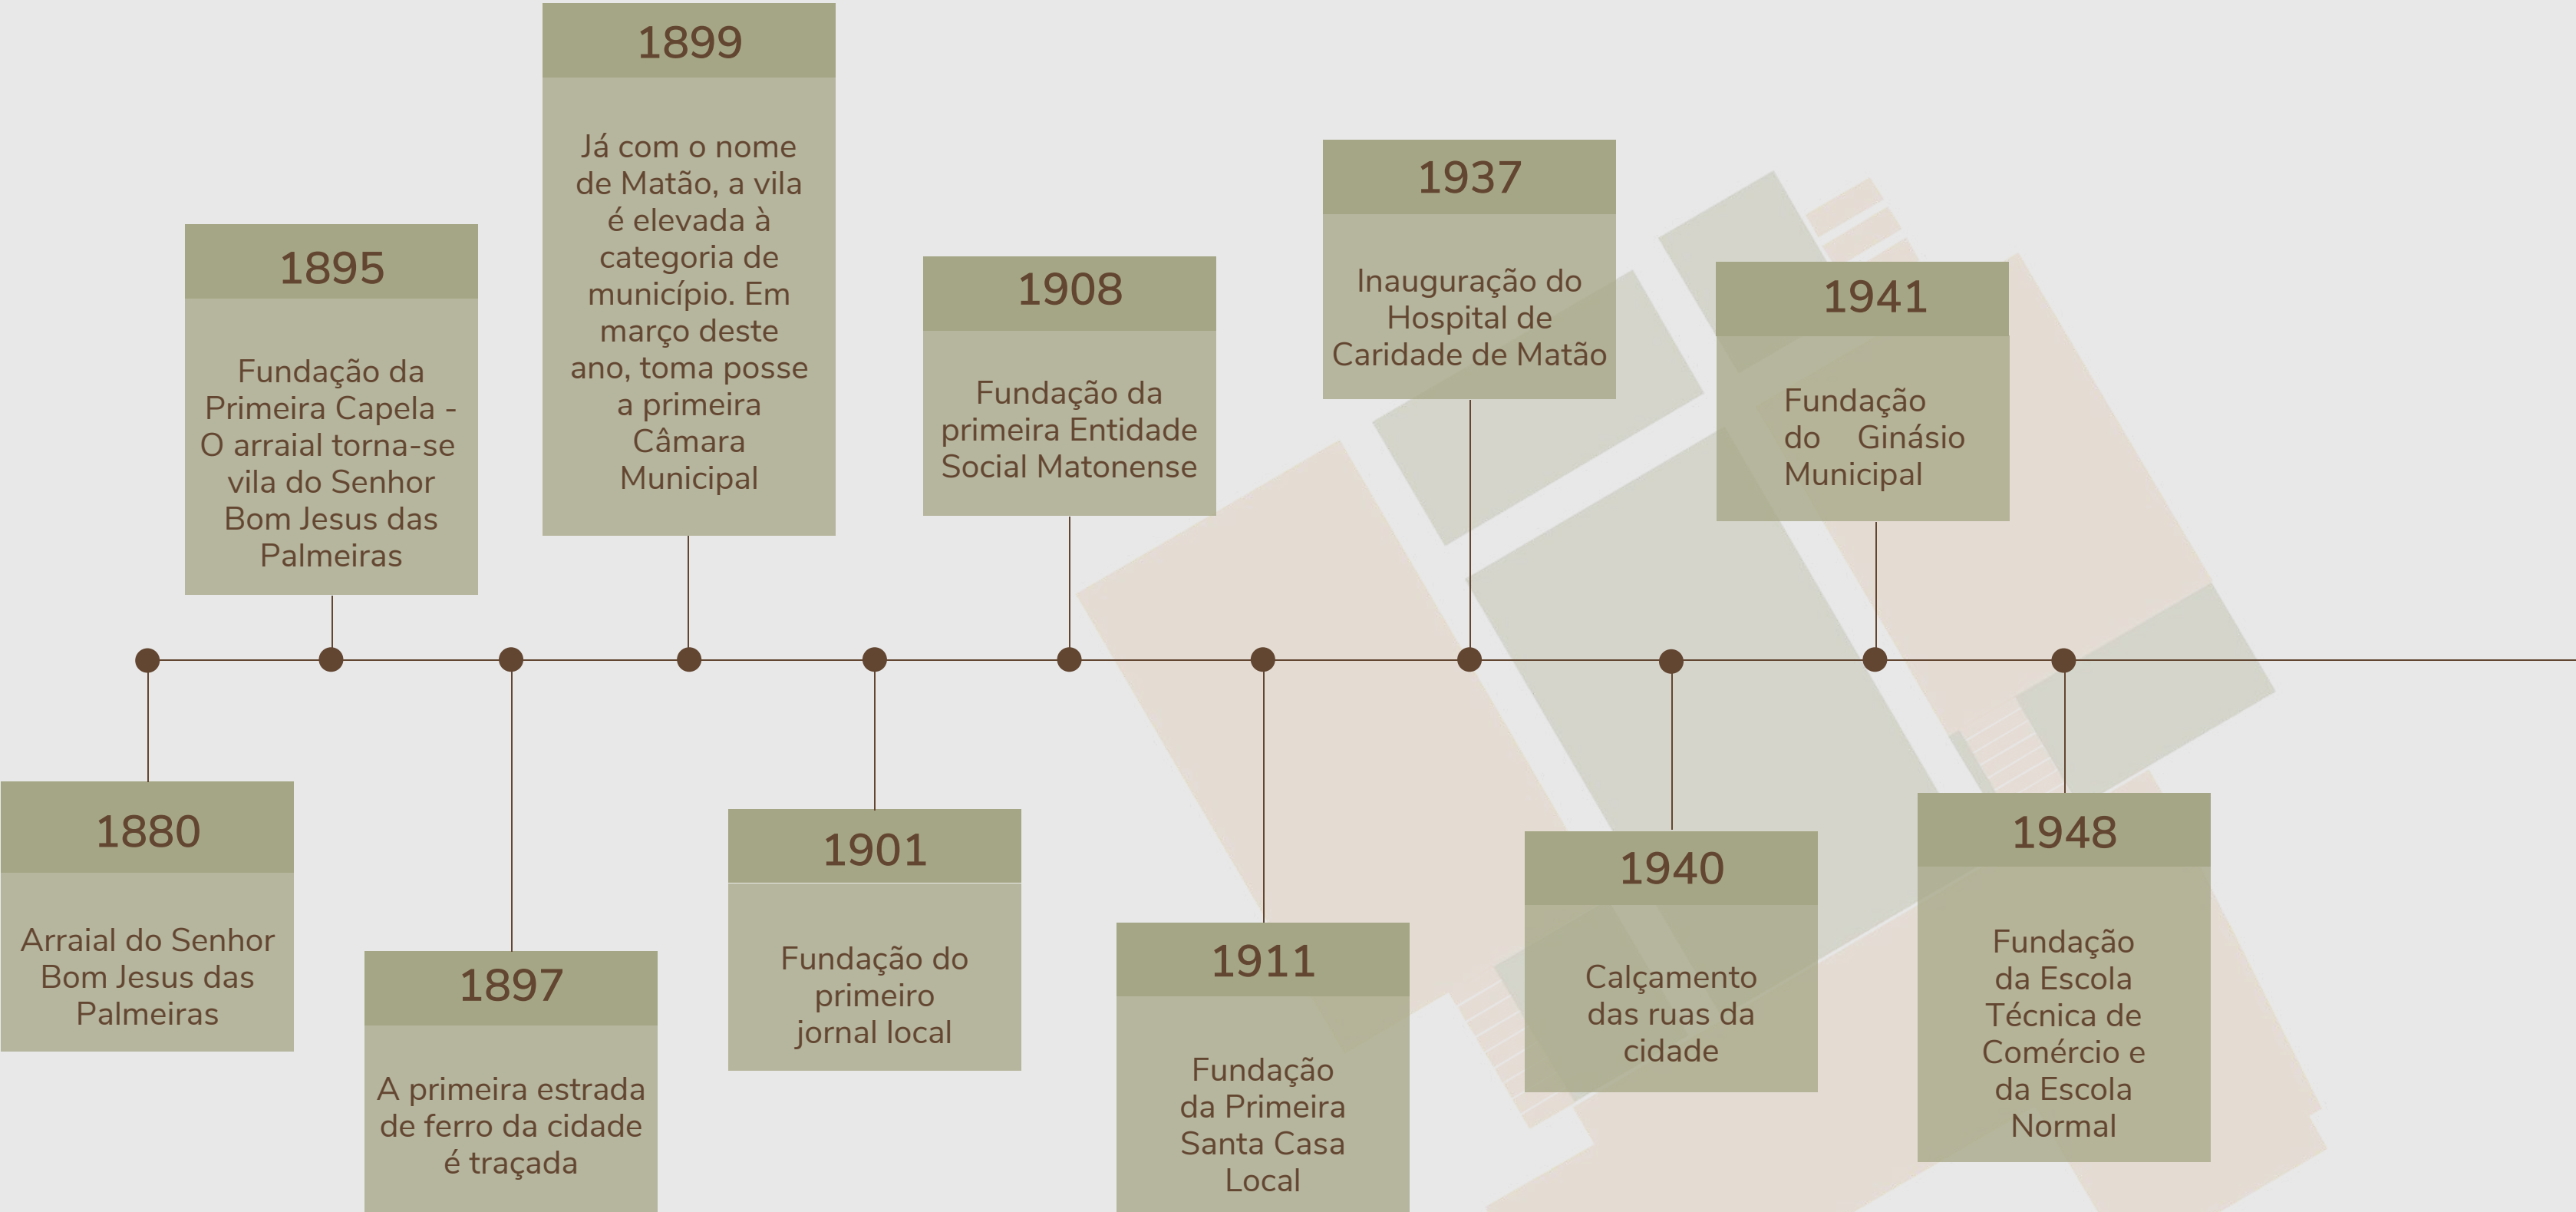 1880
Arraial do Senhor
Bom Jesus das
Palmeiras
1895
Fundação da
Primeira Capela -
O arraial torna-se
vila do Senhor
Bom Jesus das
Palmeiras
1897
A primeira estrada
de ferro da cidade
é traçada
1899
Já com o nome
de Matão, a vila
é elevada à
categoria de
município. Em
março deste
ano, toma posse
a primeira
Câmara
Municipal
1901
Fundação do
primeiro
jornal local
1908
Fundação da
primeira Entidade
Social Matonense
1911
Fundação
da Primeira
Santa Casa
Local
1937
Inauguração do
Hospital de
Caridade de Matão
1940
Calçamento
das ruas da
cidade
1941
Fundação
do Ginásio
Municipal
1948
Fundação
da Escola
Técnica de
Comércio e
da Escola
Normal